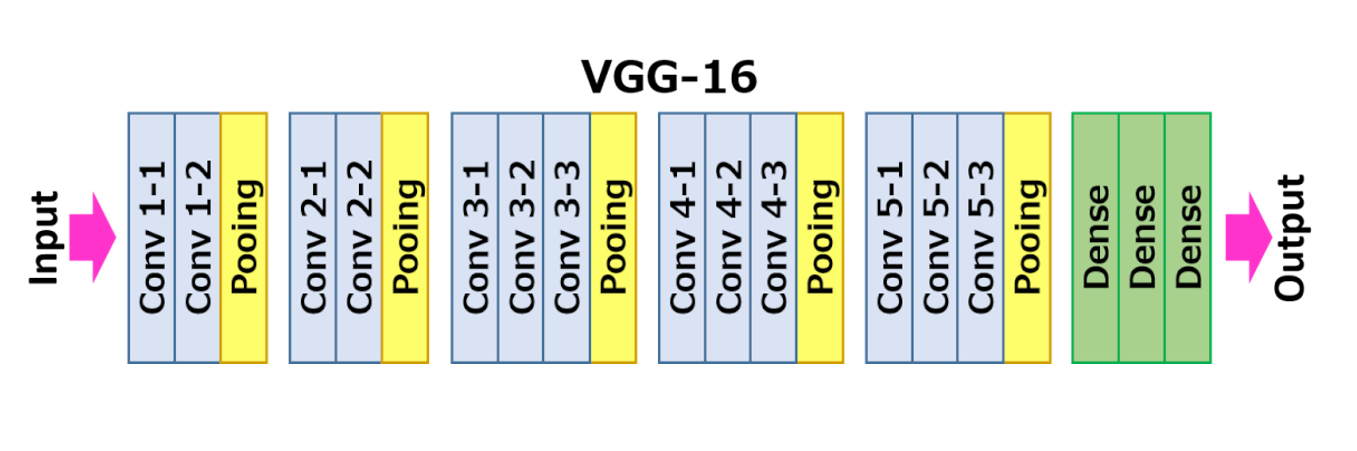 VGG-16
Input
Conv 1-1
Conv 1-2
Pooing
Conv 2-1
Conv 2-2
Pooing
Conv 3-1
Conv 3-2
Conv 3-3
Pooing
Conv 4-1
Conv 4-2
Conv 4-3
Pooing
Conv 5-1
Conv 5-2
Conv 5-3
Pooing
Dense
Dense
Dense
Output